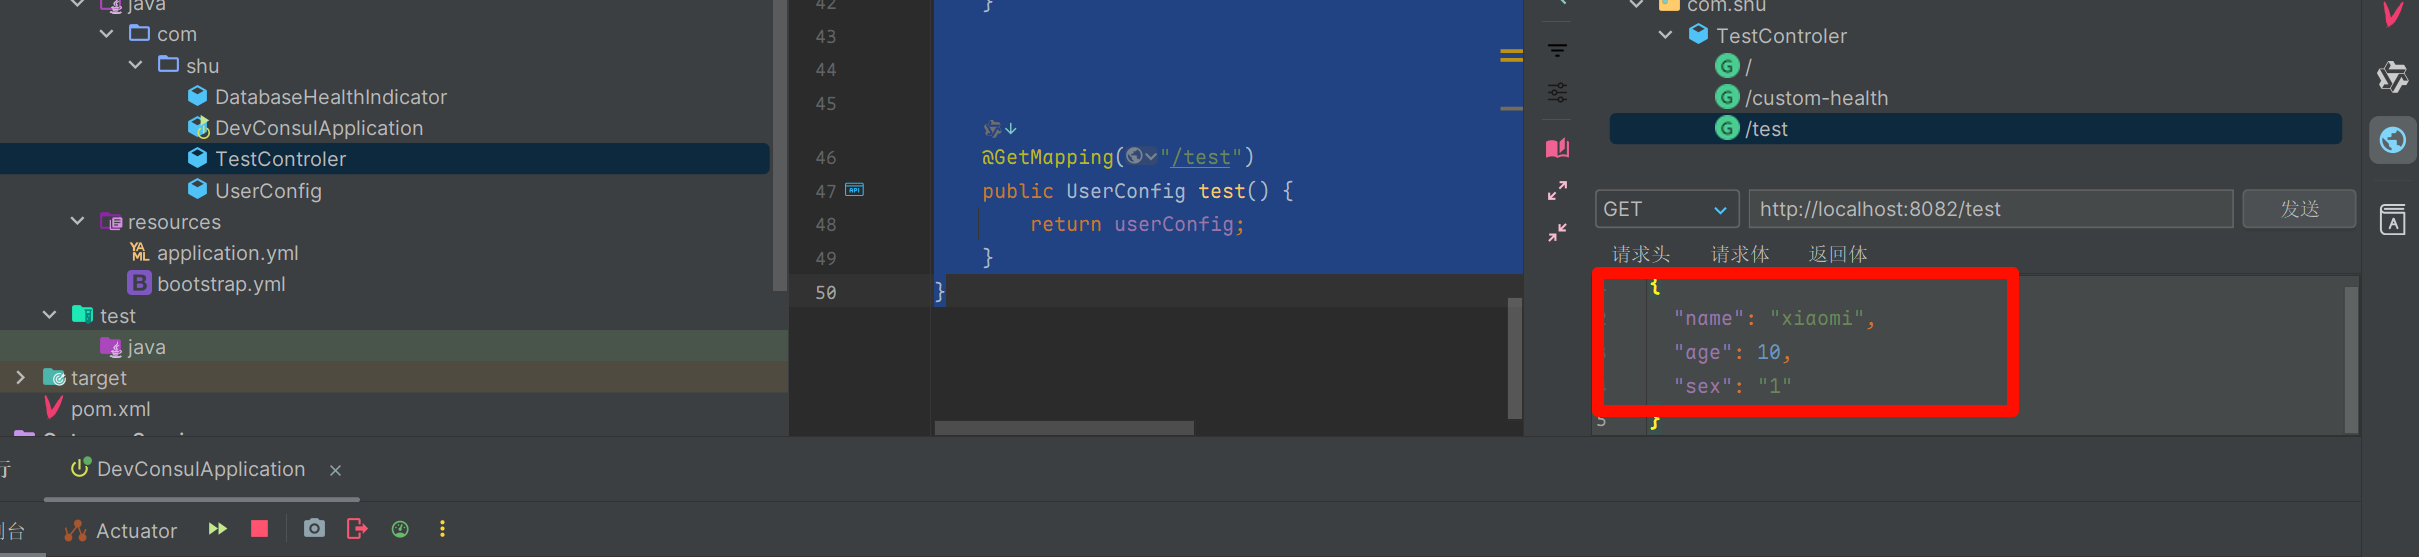 java
com
shu
DatabaseHealthIndicator
DevConsulApplication
TestControler
UserConfig
resources
application.yml
bootstrap.yml
test
java
target
pom.xml
42 }
43
44
45
46 @GetMapping("/test")
47 public UserConfig test() {
48 return userConfig;
49 }
50 }
com.shu
TestControler
G /
G /custom-health
G /test
GET http://localhost:8082/test 发送
请求头 请求体 返回体
{
"name": "xiaomi",
"age": 10,
"sex": "1"
5 }
DevConsulApplication ×
Actuator